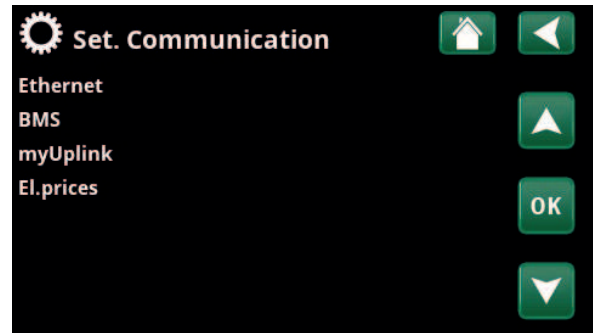 Set. Communication
Ethernet
BMS
myUplink
El.prices
OK